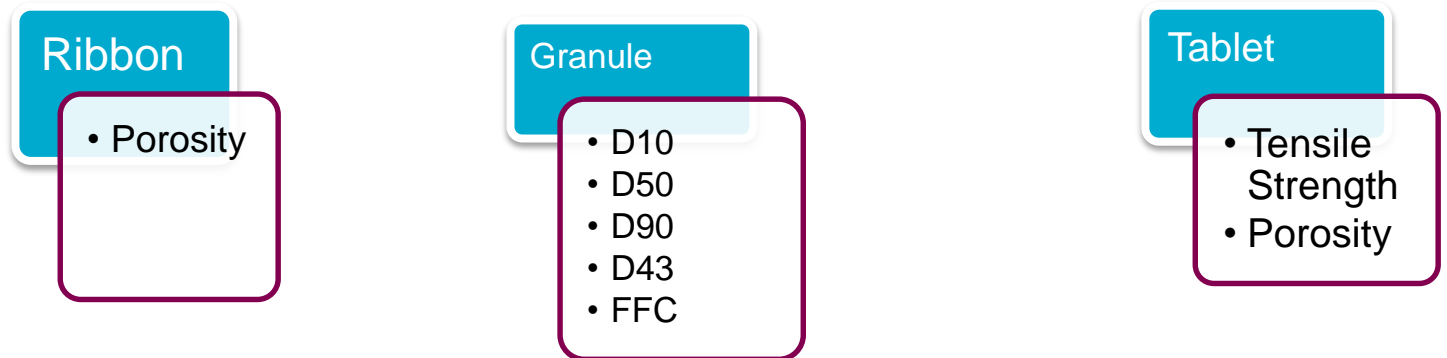 Ribbon
• Porosity
Granule
• D10
• D50
• D90
• D43
• FFC
Tablet
• Tensile
Strength
• Porosity